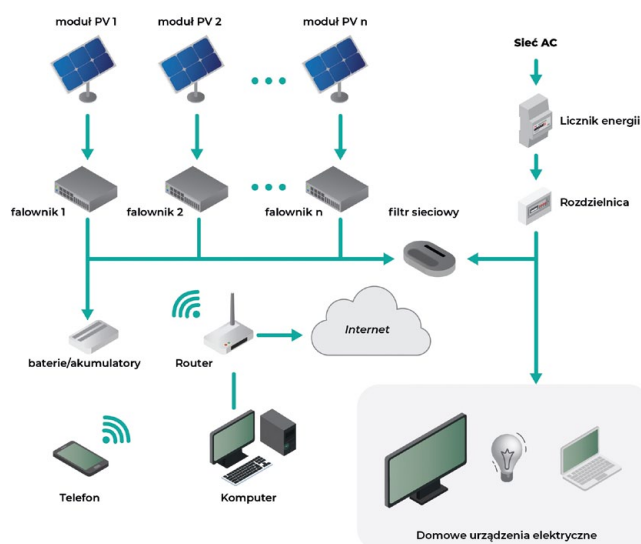 moduł PV 1
moduł PV 2
moduł PV n
Sieć AC
Licznik energii
falownik 1
falownik 2
falownik n
filtr sieciowy
Rozdzielnica
baterie/akumulatory
Router
Internet
Telefon
Komputer
Domowe urządzenia elektryczne